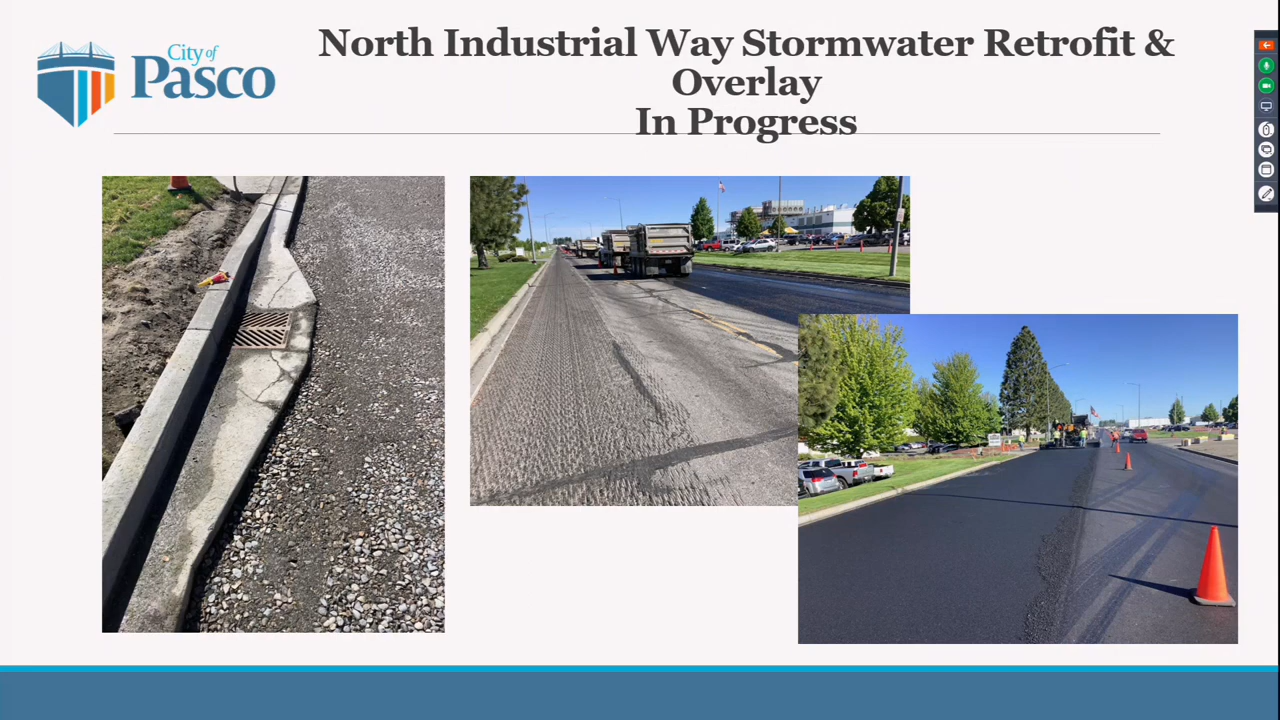 City of
Pasco
North Industrial Way Stormwater Retrofit &
Overlay
In Progress